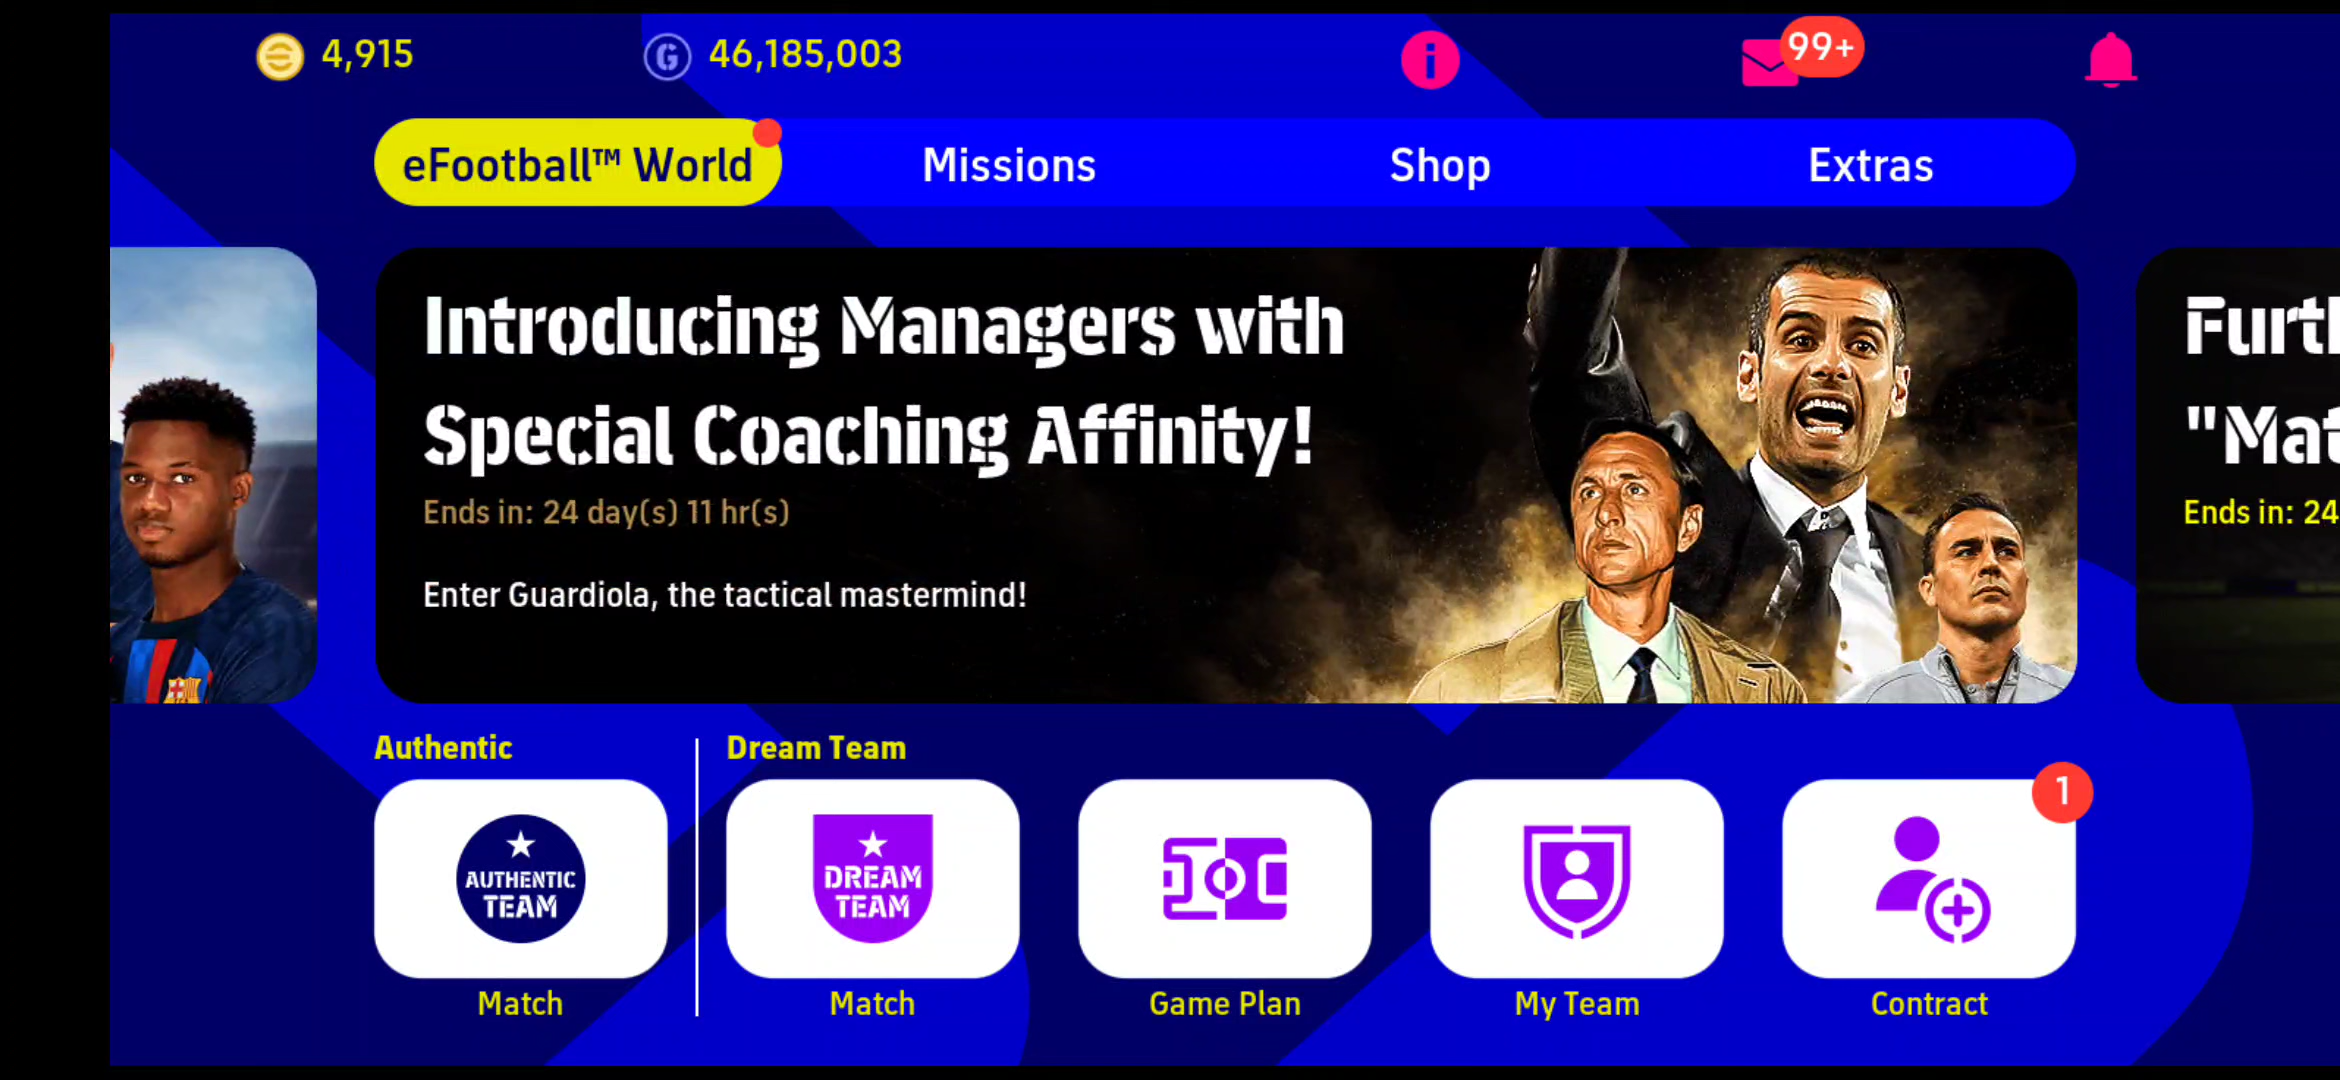 4,915
46,185,003
99+
eFootball™ World
Missions
Shop
Extras
Introducing Managers with
Special Coaching Affinity!
Ends in: 24 day(s) 11 hr(s)
Enter Guardiola, the tactical mastermind!
"Mat
Ends in: 24
Authentic
Dream Team
AUTHENTIC
TEAM
DREAM
TEAM
1
Match
Match
Game Plan
My Team
Contract